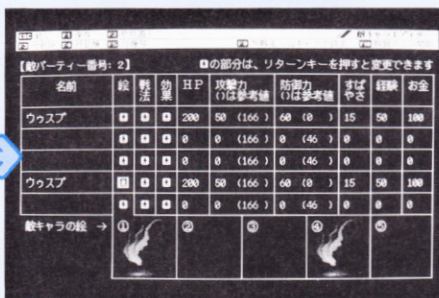 【敵パーティー番号: 2】 ◘の部分は、リターンキーを押すと変更できます
名前 絵 戦法 効果 HP 攻撃力 ()は参考値 防御力 ()は参考値 すばやさ 経験 お金
ウゥスプ 200 50 (166 ) 60 (0 ) 15 50 100
0 0 (166 ) 0 (46 ) 0 0 0
0 0 (166 ) 0 (46 ) 0 0 0
ウゥスプ 200 50 (166 ) 60 (0 ) 15 50 100
0 0 (166 ) 0 (46 ) 0 0 0
敵キャラの絵 → ① ② ③ ④ ⑤